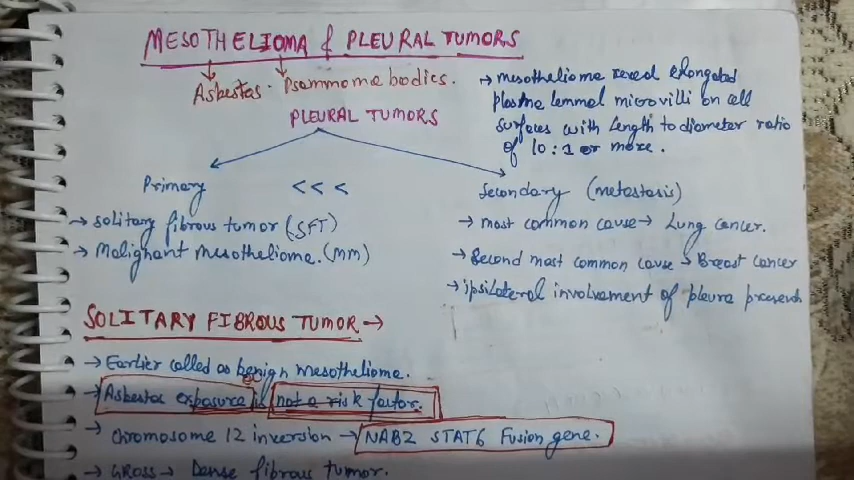 MESOTHELIOMA & PLEURAL TUMORS
Asbestas. Psammoma bodies.
→ mesothelioma reveal elongated
plasma lemmal microvilli on cell
surfaces with length to diameter ratio
of 10:1 or more.
PLEURAL TUMORS
Primary <<< Secondary (metastasis)
→ solitary fibrous tumor (SFT)
→ Malignant mesothelioma. (MM)
→ most common cause → Lung cancer.
→ Second most common cause → Breast cancer
→ ipsilateral involvement of pleura present
SOLITARY FIBROUS TUMOR →
→ Earlier called as benign mesothelioma.
→ Asbestas exposure is not a risk factor.
→ chromosome 12 inversion → NAB2 STAT6 Fusion gene.
→ GROSS → Dense fibrous tumor.